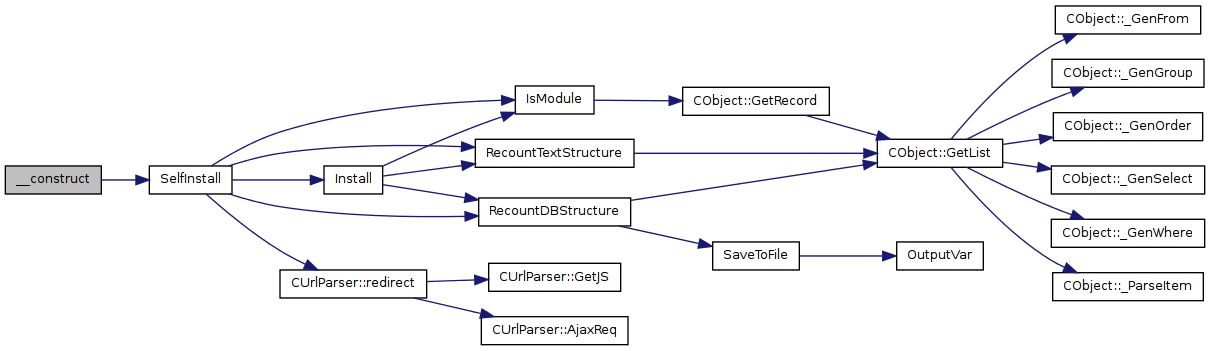 __construct
SelfInstall
Install
IsModule
RecountTextStructure
RecountDBStructure
CUrlParser::redirect
CUrlParser::GetJS
CUrlParser::AjaxReq
CObject::GetRecord
SaveToFile
OutputVar
CObject::GetList
CObject::_GenFrom
CObject::_GenGroup
CObject::_GenOrder
CObject::_GenSelect
CObject::_GenWhere
CObject::_ParseItem